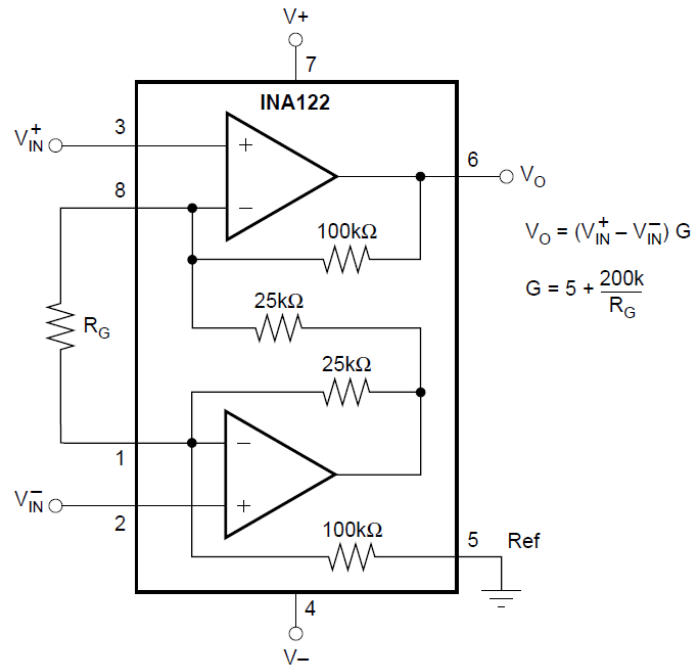 V+
7
INA122
V⁺IN
3
6
VO
8
100kΩ
VO = (V⁺IN – V⁻IN) G
25kΩ
G = 5 + 200k
RG
RG
25kΩ
1
V⁻IN
2
100kΩ
5
Ref
4
V–